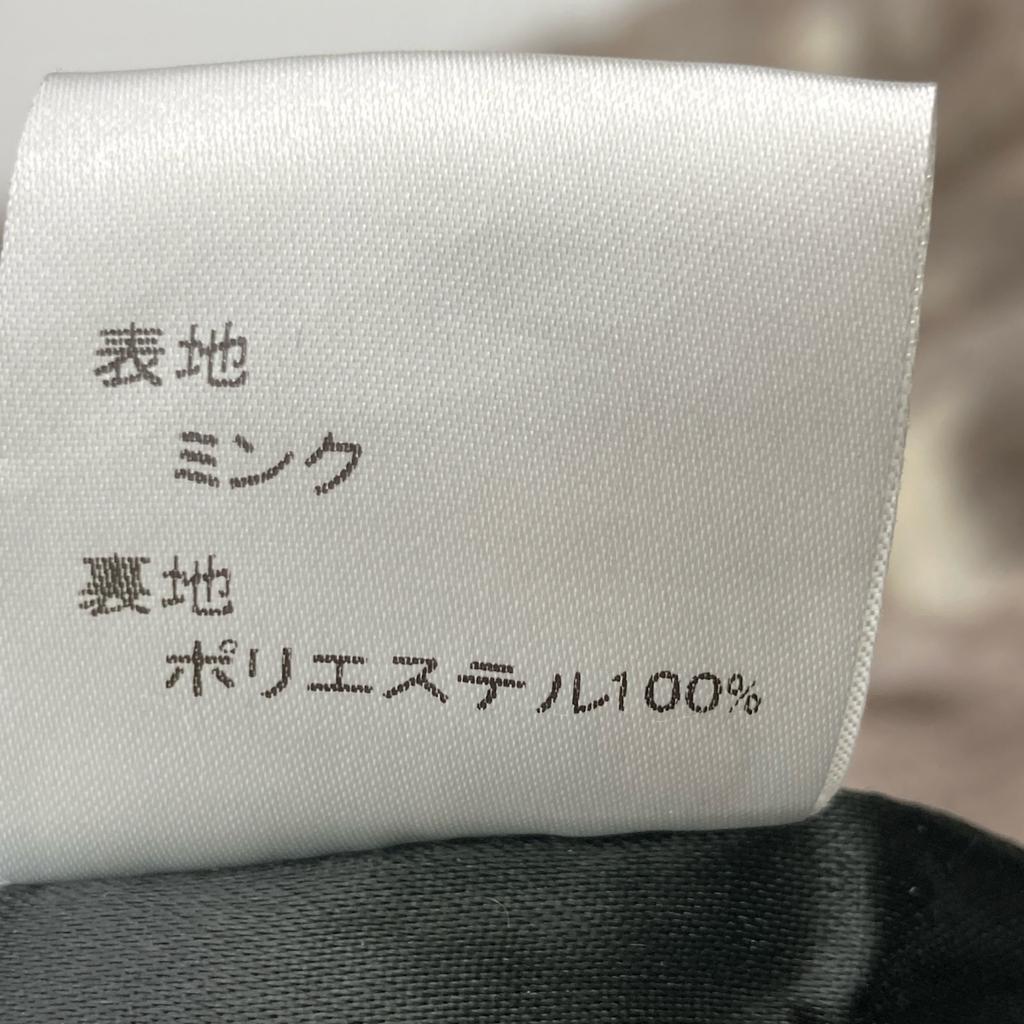 表地
ミンク
裏地
ポリエステル100%